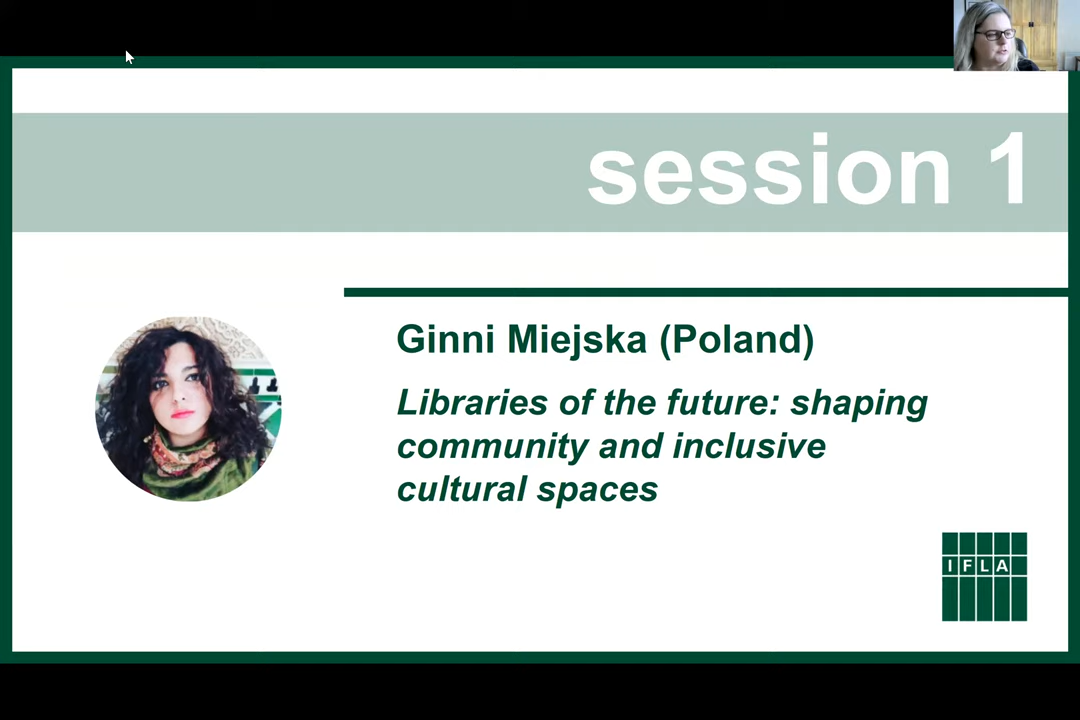 session 1
Ginni Miejska (Poland)
Libraries of the future: shaping
community and inclusive
cultural spaces
IFLA